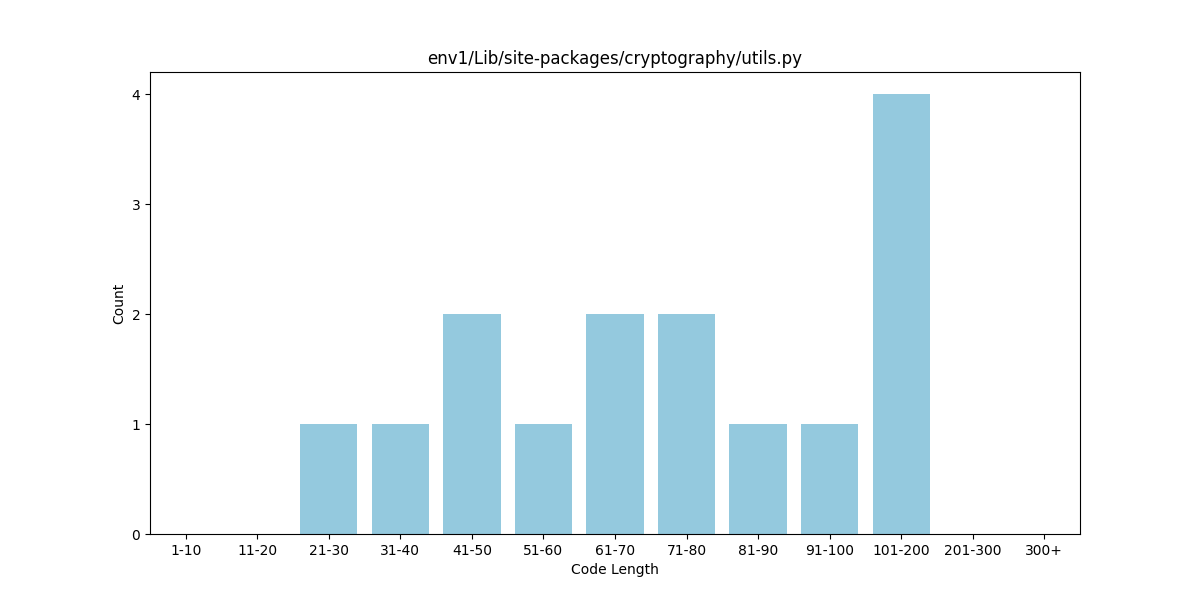 env1/Lib/site-packages/cryptography/utils.py
4
3
2
1
0
Count
1-10 11-20 21-30 31-40 41-50 51-60 61-70 71-80 81-90 91-100 101-200 201-300 300+
Code Length